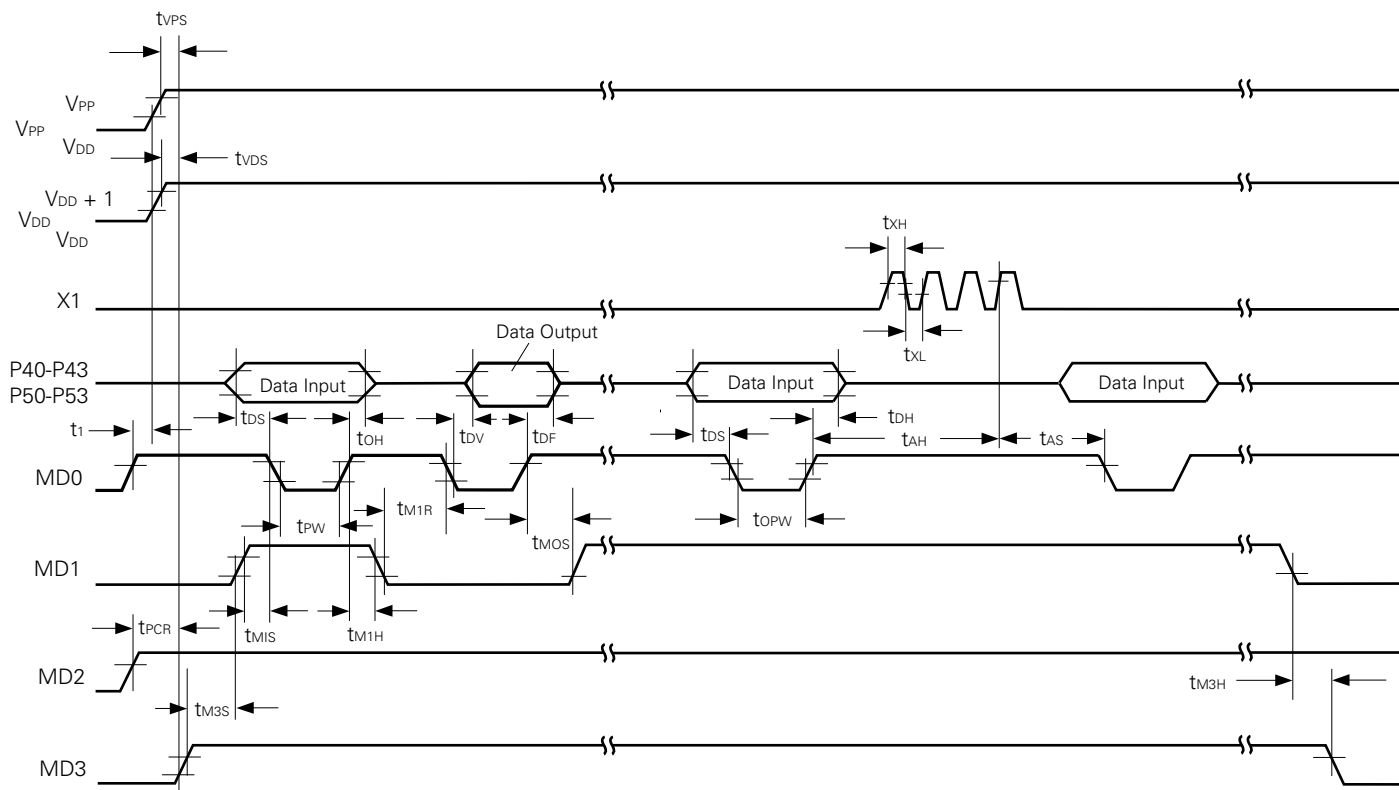 tVPS
VPP
VPP
VDD
tVDS
VDD + 1
VDD
VDD
tXH
X1
Data Output
tXL
P40-P43
P50-P53
Data Input
Data Input
Data Input
t1
tDS
tOH
tDV
tDF
tDS
tDH
tAH
tAS
MD0
tPW
tM1R
tMOS
tOPW
MD1
tPCR
tMIS
tM1H
MD2
tM3H
tM3S
MD3